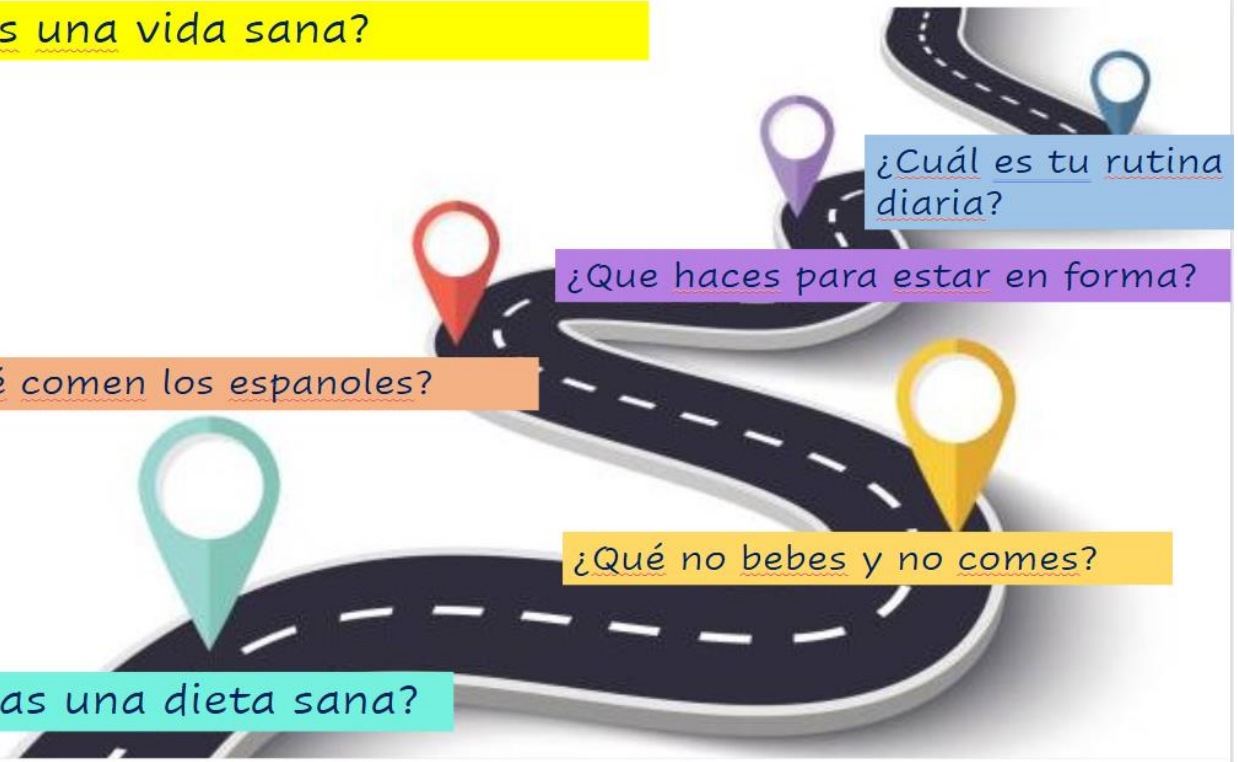 s una vida sana?
¿Cuál es tu rutina
diaria?
¿Que haces para estar en forma?
é comen los espanoles?
¿Qué no bebes y no comes?
as una dieta sana?